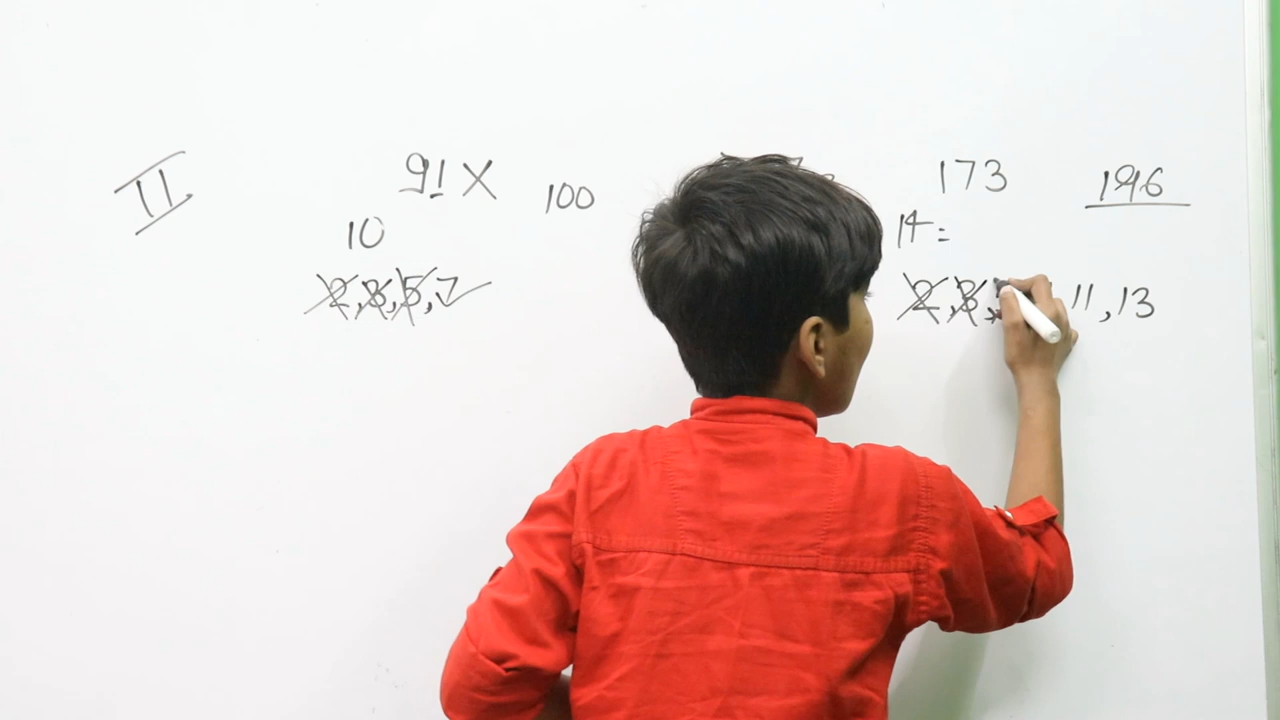 II 91 X 100 173 196
10 14=
2, 3, 5, 7 ✓ 2, 3, 11, 13